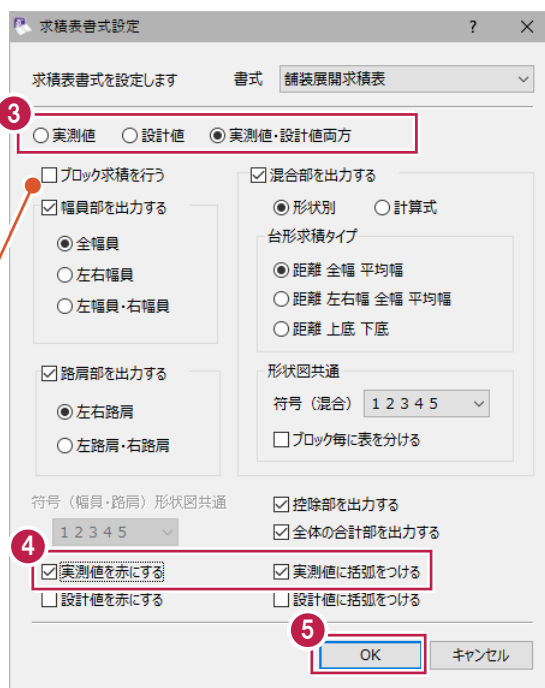 求積表書式設定 ? ×
求積表書式を設定します 書式 舗装展開求積表
3
実測値 設計値 実測値・設計値両方
ブロック求積を行う 混合部を出力する
幅員部を出力する 形状別 計算式
全幅員 台形求積タイプ
左右幅員 距離 全幅 平均幅
左幅員・右幅員 距離 左右幅 全幅 平均幅
距離 上底 下底
路肩部を出力する 形状図共通
左右路肩 符号（混合） 1 2 3 4 5
左路肩・右路肩 ブロック毎に表を分ける
符号（幅員・路肩）形状図共通 控除部を出力する
1 2 3 4 5 全体の合計部を出力する
4
実測値を赤にする 実測値に括弧をつける
設計値を赤にする 設計値に括弧をつける
5
OK キャンセル